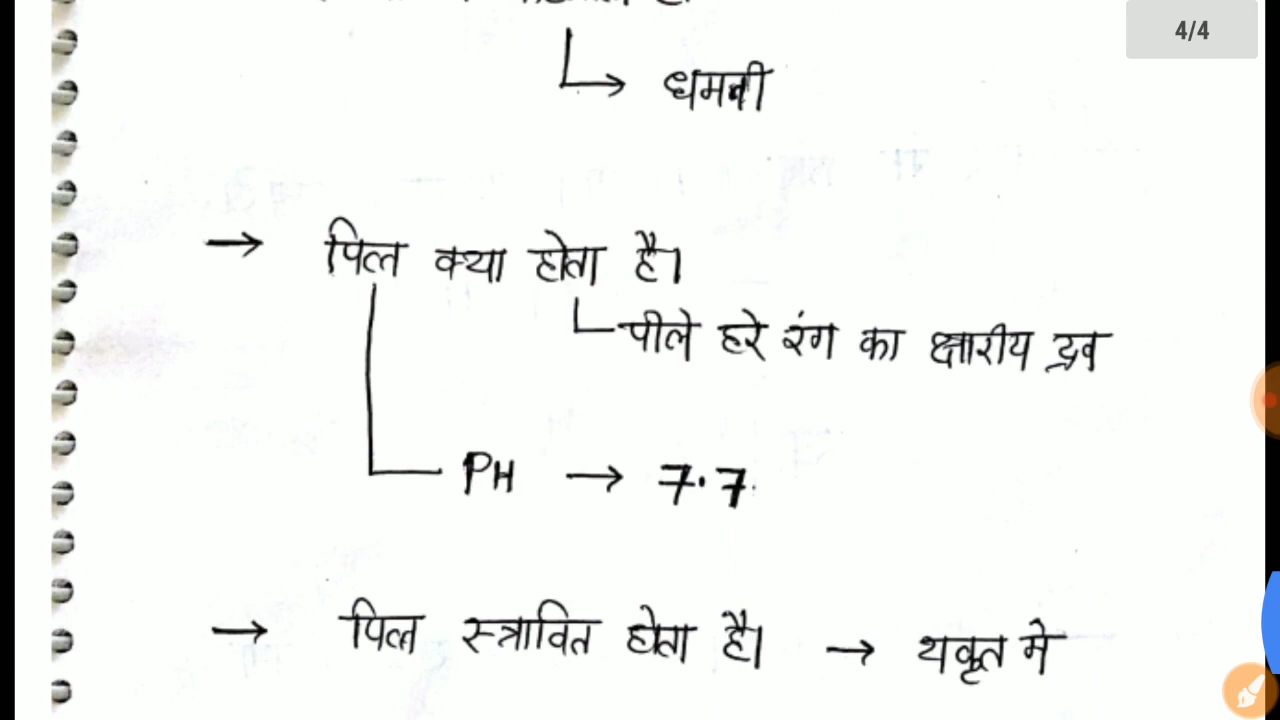 4/4
धमनी
→ पित्त क्या होता है।
पीले हरे रंग का क्षारीय द्रव
PH → 7.7
→ पित्त स्त्रावित होता है। → यकृत मे